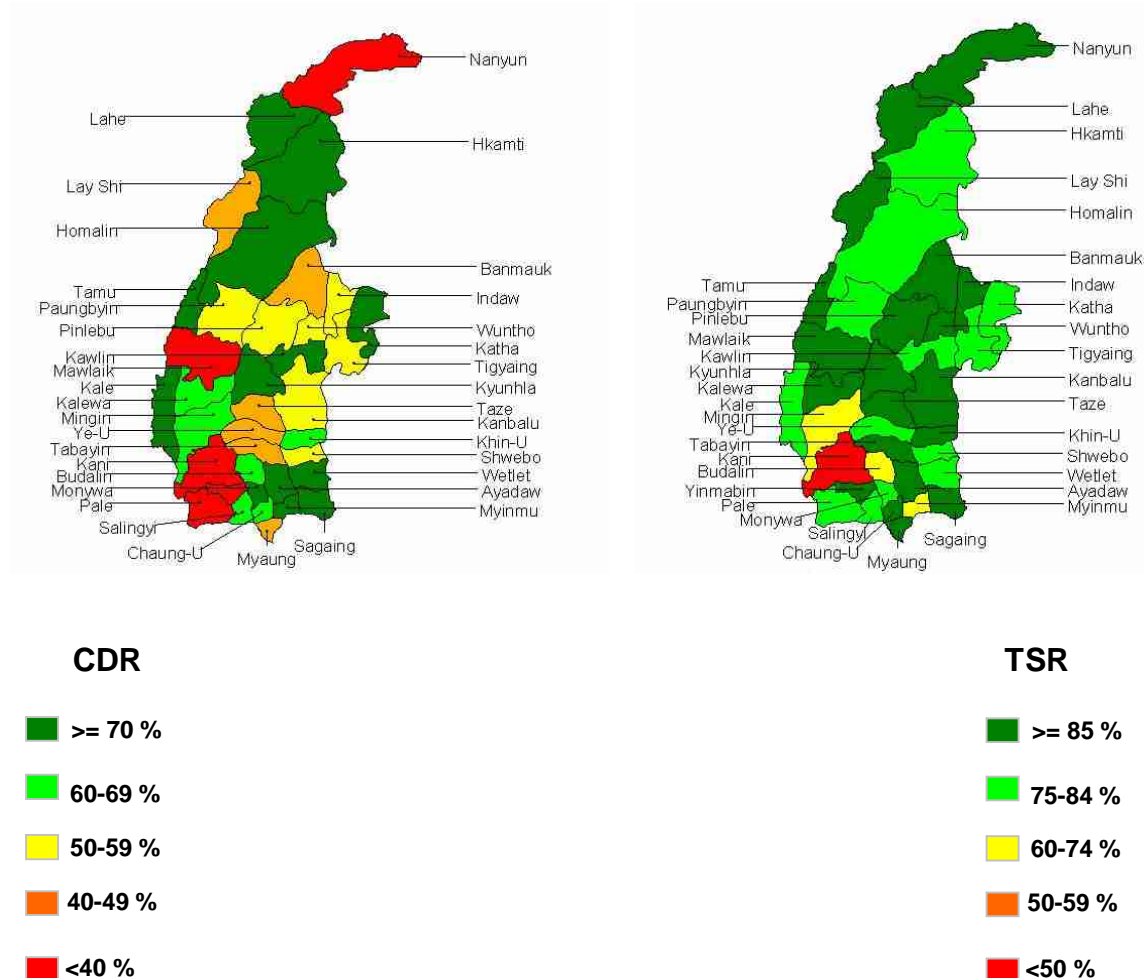 Nanyun
Lahe
Hkamti
Lay Shi
Homalin
Banmauk
Tamu
Indaw
Paungbyin
Pinlebu
Wuntho
Kawlin
Katha
Mawlaik
Tigyaing
Kale
Kyunhla
Kalewa
Mingin
Taze
Ye-U
Kanbalu
Tabayin
Khin-U
Kani
Shwebo
Budalin
Wetlet
Monywa
Ayadaw
Pale
Myinmu
Salingyi
Chaung-U
Myaung
Sagaing
Nanyun
Lahe
Hkamti
Lay Shi
Homalin
Banmauk
Tamu
Indaw
Paungbyin
Katha
Pinlebu
Wuntho
Mawlaik
Kawlin
Tigyaing
Kyunhla
Kalewa
Kanbalu
Kale
Taze
Mingin
Ye-U
Khin-U
Tabayin
Shwebo
Kani
Budalin
Wetlet
Yinmabin
Ayadaw
Pale
Myinmu
Monywa
Salingyi
Chaung-U
Sagaing
Myaung
CDR
>= 70 %
60-69 %
50-59 %
40-49 %
<40 %
TSR
>= 85 %
75-84 %
60-74 %
50-59 %
<50 %